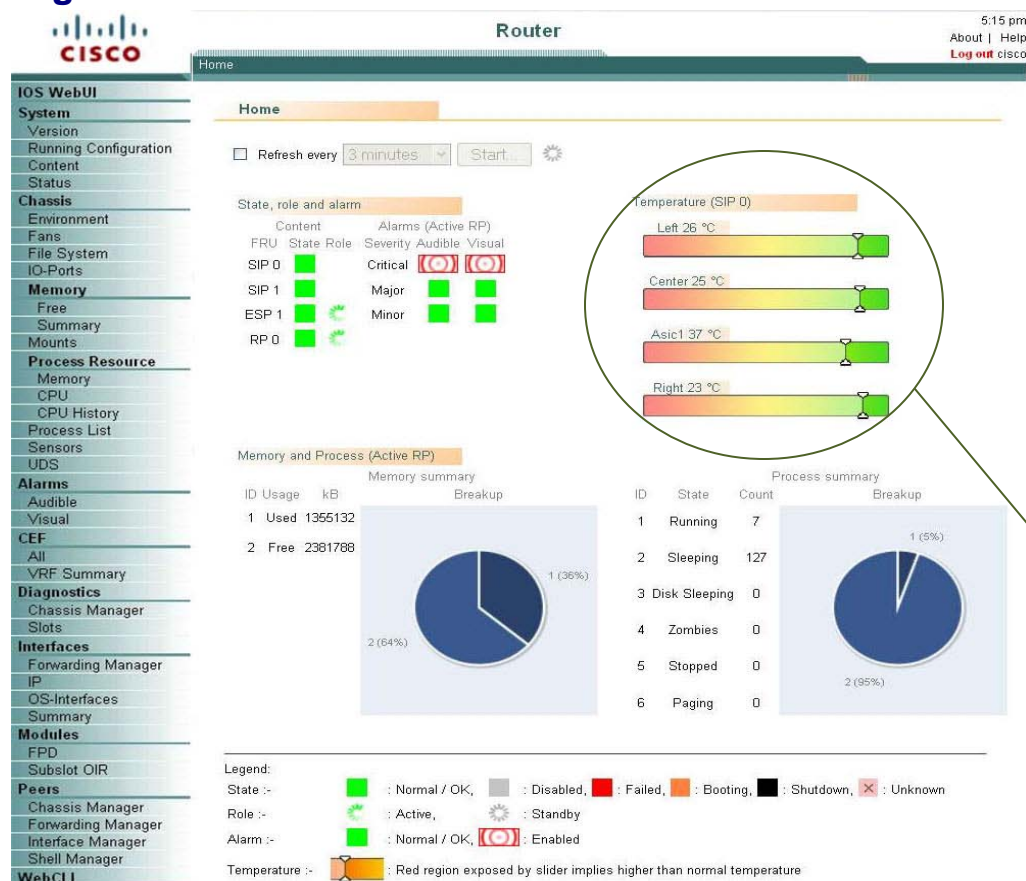 CISCO
Router
5:15 pm
About | Help
Log out cisco
Home
IOS WebUI
System
Version
Running Configuration
Content
Status
Chassis
Environment
Fans
File System
IO-Ports
Memory
Free
Summary
Mounts
Process Resource
Memory
CPU
CPU History
Process List
Sensors
UDS
Alarms
Audible
Visual
CEF
All
VRF Summary
Diagnostics
Chassis Manager
Slots
Interfaces
Forwarding Manager
IP
OS-Interfaces
Summary
Modules
FPD
Subslot OIR
Peers
Chassis Manager
Forwarding Manager
Interface Manager
Shell Manager
WebCLI
Home
Refresh every 3 minutes Start...
State, role and alarm
Content Alarms (Active RP)
FRU State Role Severity Audible Visual
SIP 0 Critical
SIP 1 Major
ESP 1 Minor
RP 0
Temperature (SIP 0)
Left 26 °C
Center 25 °C
Asic1 37 °C
Right 23 °C
Memory and Process (Active RP)
Memory summary
ID Usage kB Breakup
1 Used 1355132
2 Free 2381788
1 (36%)
2 (64%)
Process summary
ID State Count Breakup
1 Running 7
2 Sleeping 127
3 Disk Sleeping 0
4 Zombies 0
5 Stopped 0
6 Paging 0
1 (5%)
2 (95%)
Legend:
State :- : Normal / OK, : Disabled, : Failed, : Booting, : Shutdown, : Unknown
Role :- : Active, : Standby
Alarm :- : Normal / OK, : Enabled
Temperature :- : Red region exposed by slider implies higher than normal temperature